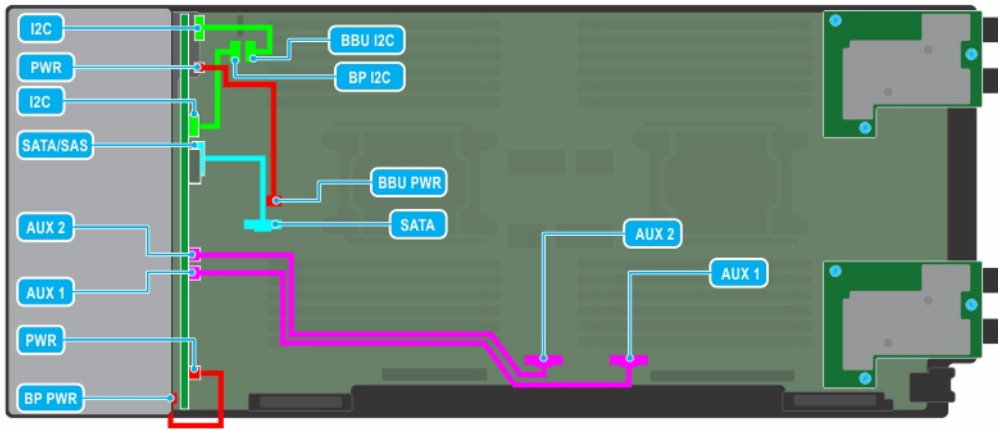 I2C
PWR
I2C
SATA/SAS
AUX 2
AUX 1
PWR
BP PWR
BBU I2C
BP I2C
BBU PWR
SATA
AUX 2
AUX 1